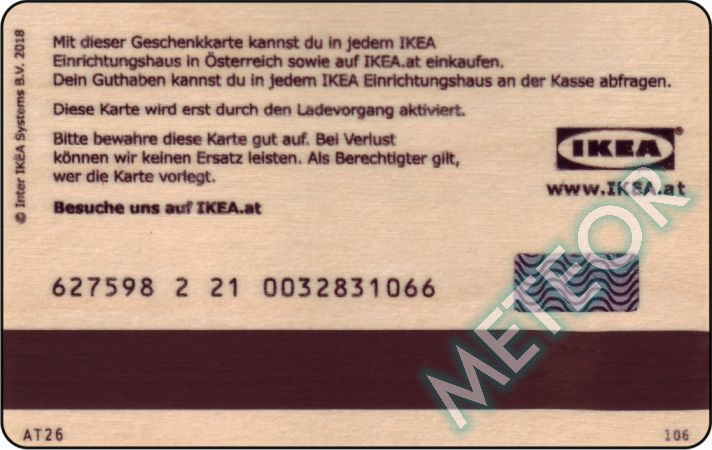 © Inter IKEA Systems B.V. 2018
Mit dieser Geschenkkarte kannst du in jedem IKEA
Einrichtungshaus in Österreich sowie auf IKEA.at einkaufen.
Dein Guthaben kannst du in jedem IKEA Einrichtungshaus an der Kasse abfragen.
Diese Karte wird erst durch den Ladevorgang aktiviert.
Bitte bewahre diese Karte gut auf. Bei Verlust
können wir keinen Ersatz leisten. Als Berechtigter gilt,
wer die Karte vorlegt.
Besuche uns auf IKEA.at
IKEA®
www.IKEA.at
627598 2 21 0032831066
METEOR
AT26
106